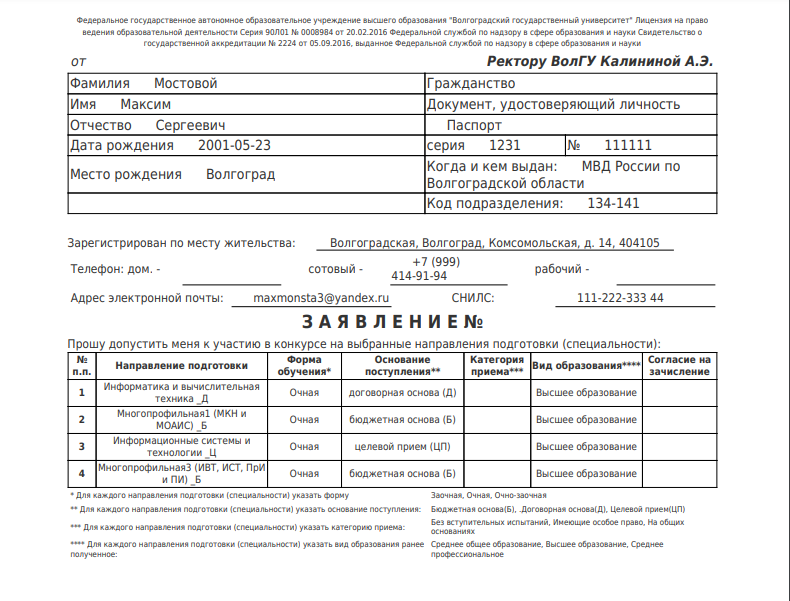 Федеральное государственное автономное образовательное учреждение высшего образования "Волгоградский государственный университет" Лицензия на право
ведения образовательной деятельности Серия 90Л01 № 0008984 от 20.02.2016 Федеральной службой по надзору в сфере образования и науки Свидетельство о
государственной аккредитации № 2224 от 05.09.2016, выданное Федеральной службой по надзору в сфере образования и науки
от Ректору ВолГУ Калининой А.Э.
Фамилия Мостовой Гражданство
Имя Максим Документ, удостоверяющий личность
Отчество Сергеевич Паспорт
Дата рождения 2001-05-23 серия 1231 № 111111
Место рождения Волгоград Когда и кем выдан: МВД России по
Волгоградской области
Код подразделения: 134-141
Зарегистрирован по месту жительства: Волгоградская, Волгоград, Комсомольская, д. 14, 404105
Телефон: дом. - сотовый - +7 (999)
414-91-94 рабочий -
Адрес электронной почты: maxmonsta3@yandex.ru СНИЛС: 111-222-333 44
З А Я В Л Е Н И Е №
Прошу допустить меня к участию в конкурсе на выбранные направления подготовки (специальности):
№
п.п. Направление подготовки Форма
обучения* Основание
поступления** Категория
приема*** Вид образования**** Согласие на
зачисление
1 Информатика и вычислительная
техника _Д Очная договорная основа (Д) Высшее образование
2 Многопрофильная1 (МКН и
МОАИС) _Б Очная бюджетная основа (Б) Высшее образование
3 Информационные системы и
технологии _Ц Очная целевой прием (ЦП) Высшее образование
4 Многопрофильная3 (ИВТ, ИСТ, ПрИ
и ПИ) _Б Очная бюджетная основа (Б) Высшее образование
* Для каждого направления подготовки (специальности) указать форму Заочная, Очная, Очно-заочная
** Для каждого направления подготовки (специальности) указать основание поступления: Бюджетная основа(Б), .Договорная основа(Д), Целевой прием(ЦП)
*** Для каждого направления подготовки (специальности) указать категорию приема: Без вступительных испытаний, Имеющие особое право, На общих
основаниях
**** Для каждого направления подготовки (специальности) указать вид образования ранее
полученное: Среднее общее образование, Высшее образование, Среднее
профессиональное